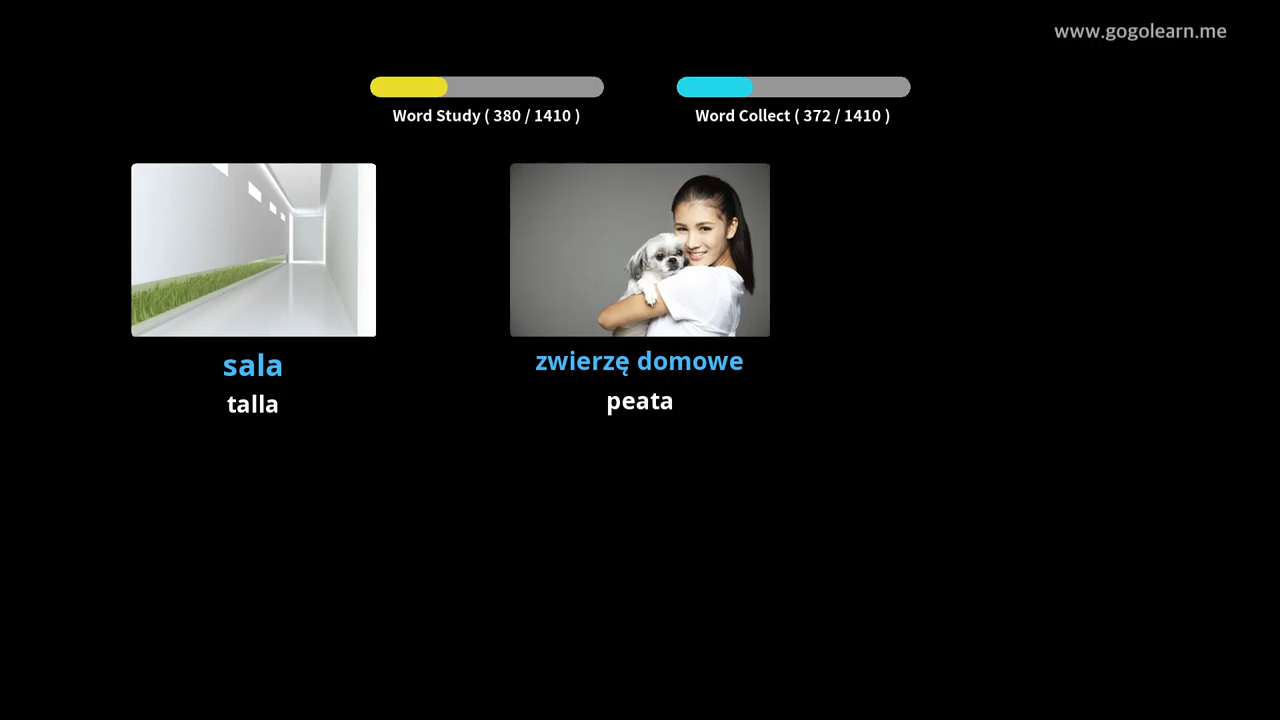 www.gogolearn.me
Word Study ( 380 / 1410 )
Word Collect ( 372 / 1410 )
sala
talla
zwierzę domowe
peata